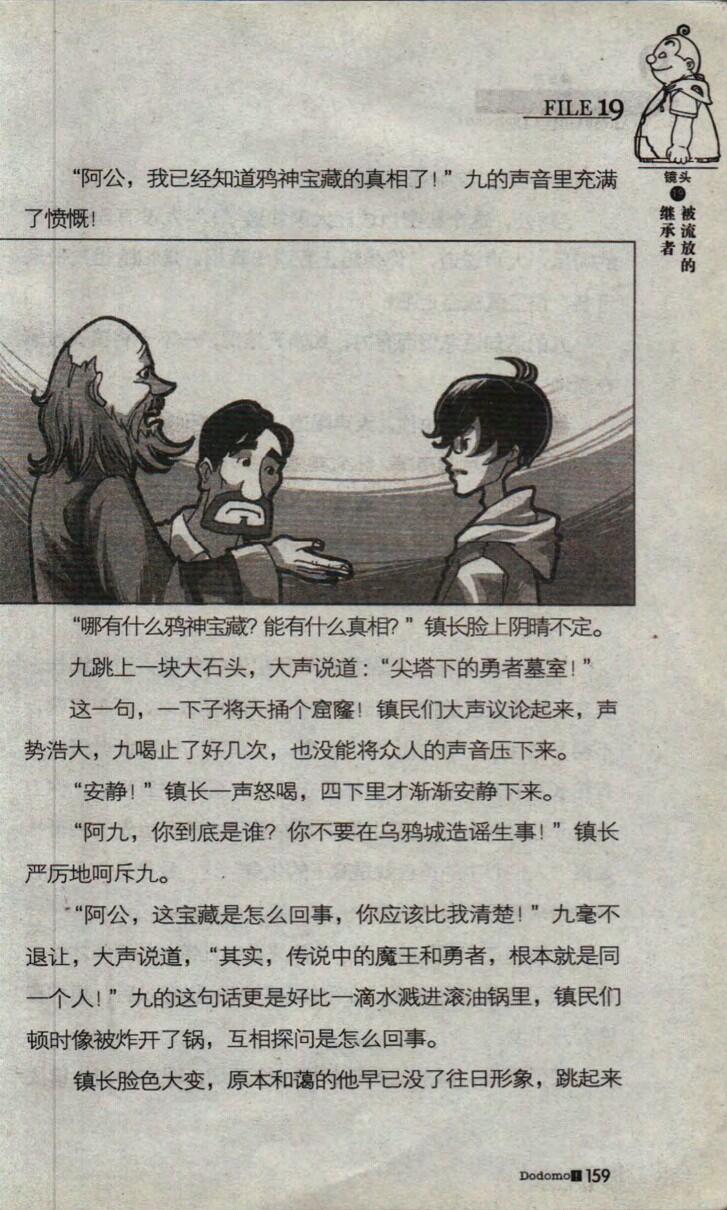 FILE 19
镜头
19
被流放的
继承者
“阿公，我已经知道鸦神宝藏的真相了！”九的声音里充满
了愤慨！
“哪有什么鸦神宝藏？能有什么真相？”镇长脸上阴晴不定。
九跳上一块大石头，大声说道：“尖塔下的勇者墓室！”
这一句，一下子将天捅个窟窿！镇民们大声议论起来，声
势浩大，九喝止了好几次，也没能将众人的声音压下来。
“安静！”镇长一声怒喝，四下里才渐渐安静下来。
“阿九，你到底是谁？你不要在乌鸦城造谣生事！”镇长
严厉地呵斥九。
“阿公，这宝藏是怎么回事，你应该比我清楚！”九毫不
退让，大声说道，“其实，传说中的魔王和勇者，根本就是同
一个人！”九的这句话更是好比一滴水溅进滚油锅里，镇民们
顿时像被炸开了锅，互相探问是怎么回事。
镇长脸色大变，原本和蔼的他早已没了往日形象，跳起来
Dodomo! 159